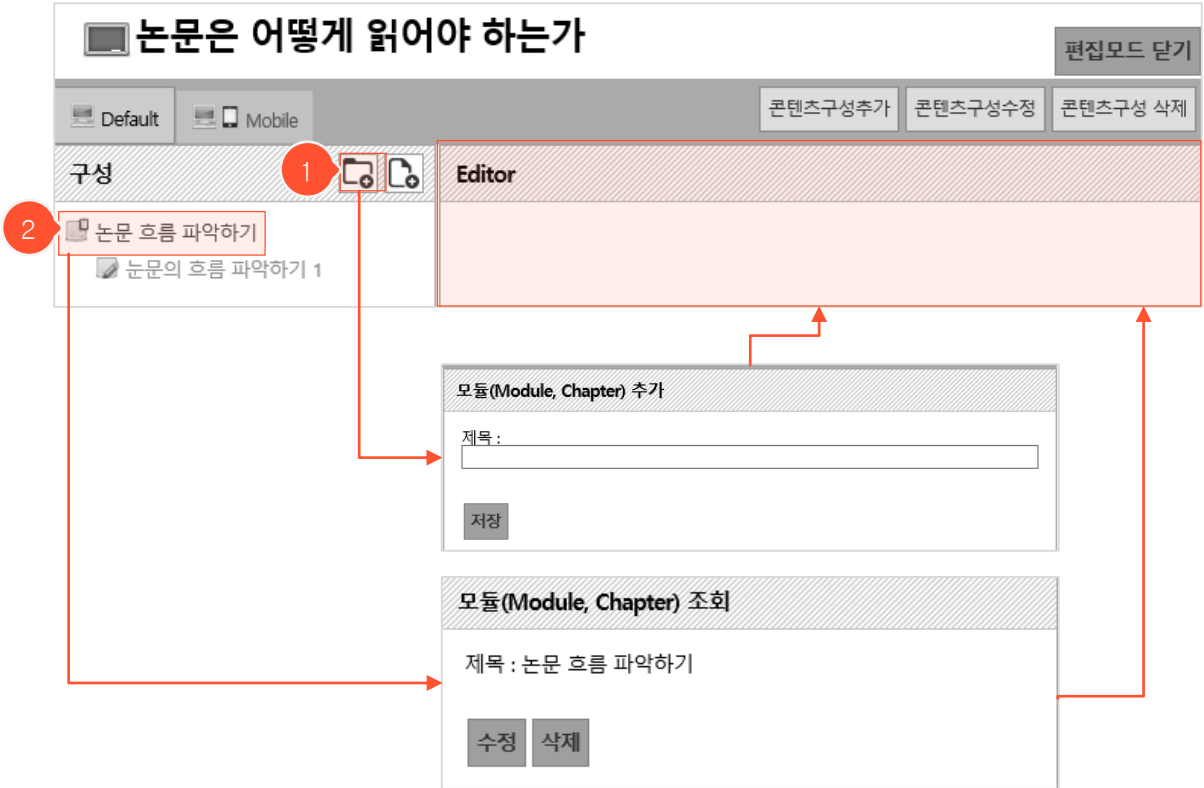 논문은 어떻게 읽어야 하는가
편집모드 닫기
Default
Mobile
콘텐츠구성추가
콘텐츠구성수정
콘텐츠구성 삭제
구성
1
Editor
2
논문 흐름 파악하기
눈문의 흐름 파악하기 1
모듈(Module, Chapter) 추가
제목 :
저장
모듈(Module, Chapter) 조회
제목 : 논문 흐름 파악하기
수정
삭제